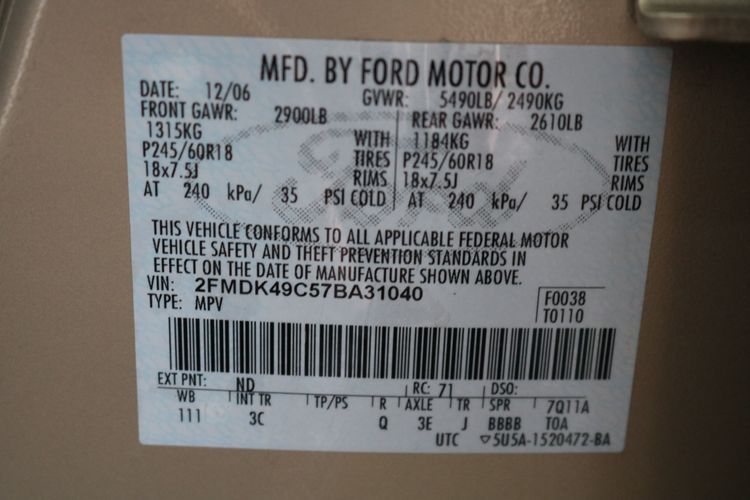 MFD. BY FORD MOTOR CO.
DATE: 12/06 GVWR: 5490LB/ 2490KG
FRONT GAWR: 2900LB REAR GAWR: 2610LB
1315KG WITH 1184KG WITH
P245/60R18 TIRES P245/60R18 TIRES
18x7.5J RIMS 18x7.5J RIMS
AT 240 kPa/ 35 PSI COLD AT 240 kPa/ 35 PSI COLD
Ford
THIS VEHICLE CONFORMS TO ALL APPLICABLE FEDERAL MOTOR
VEHICLE SAFETY AND THEFT PREVENTION STANDARDS IN
EFFECT ON THE DATE OF MANUFACTURE SHOWN ABOVE.
VIN: 2FMDK49C57BA31040
TYPE: MPV
F0038
T0110
EXT PNT: ND RC: 71 DSO:
WB INT TR TP/PS R AXLE TR SPR 7Q11A
111 3C Q 3E J BBBB TOA
UTC ▽5U5A-1520472-BA